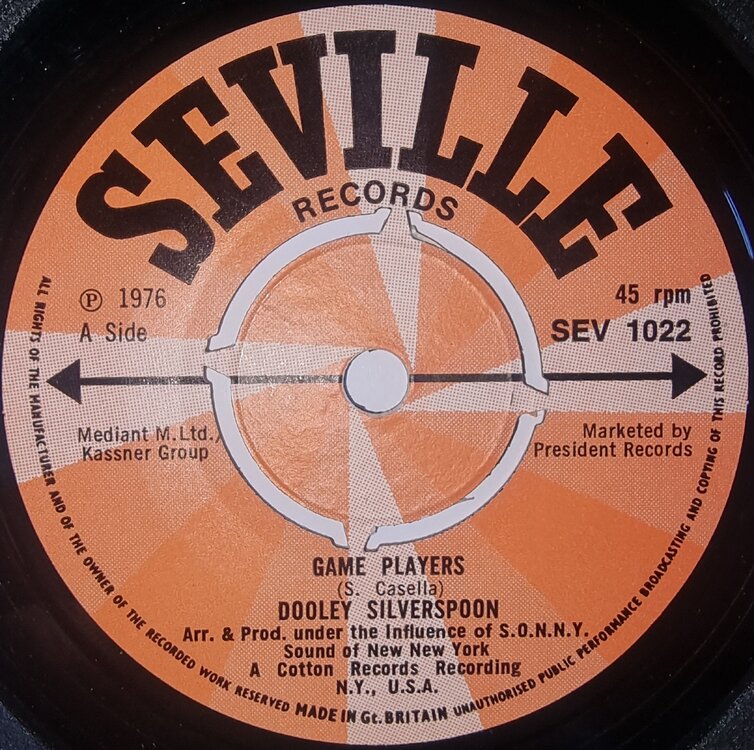 SEVILLE
RECORDS
Ⓟ 1976
A Side
45 rpm
SEV 1022
Mediant M. Ltd./
Kassner Group
Marketed by
President Records
GAME PLAYERS
(S. Casella)
DOOLEY SILVERSPOON
Arr. & Prod. under the Influence of S.O.N.N.Y.
Sound of New New York
A Cotton Records Recording
N.Y., U.S.A.
ALL RIGHTS OF THE MANUFACTURER AND OF THE OWNER OF THE RECORDED WORK RESERVED MADE IN Gt. BRITAIN UNAUTHORISED PUBLIC PERFORMANCE BROADCASTING AND COPYING OF THIS RECORD PROHIBITED